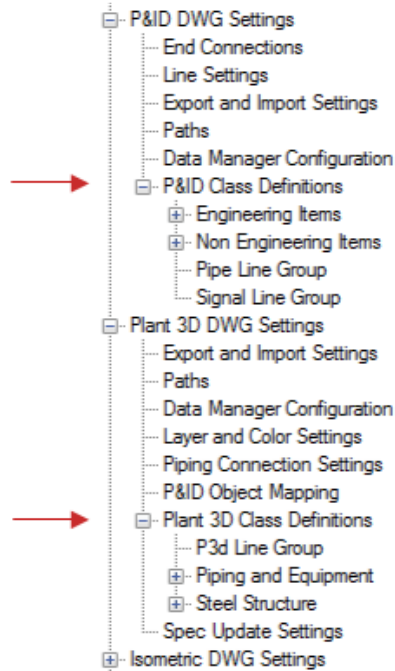 P&ID DWG Settings
End Connections
Line Settings
Export and Import Settings
Paths
Data Manager Configuration
P&ID Class Definitions
Engineering Items
Non Engineering Items
Pipe Line Group
Signal Line Group
Plant 3D DWG Settings
Export and Import Settings
Paths
Data Manager Configuration
Layer and Color Settings
Piping Connection Settings
P&ID Object Mapping
Plant 3D Class Definitions
P3d Line Group
Piping and Equipment
Steel Structure
Spec Update Settings
Isometric DWG Settings